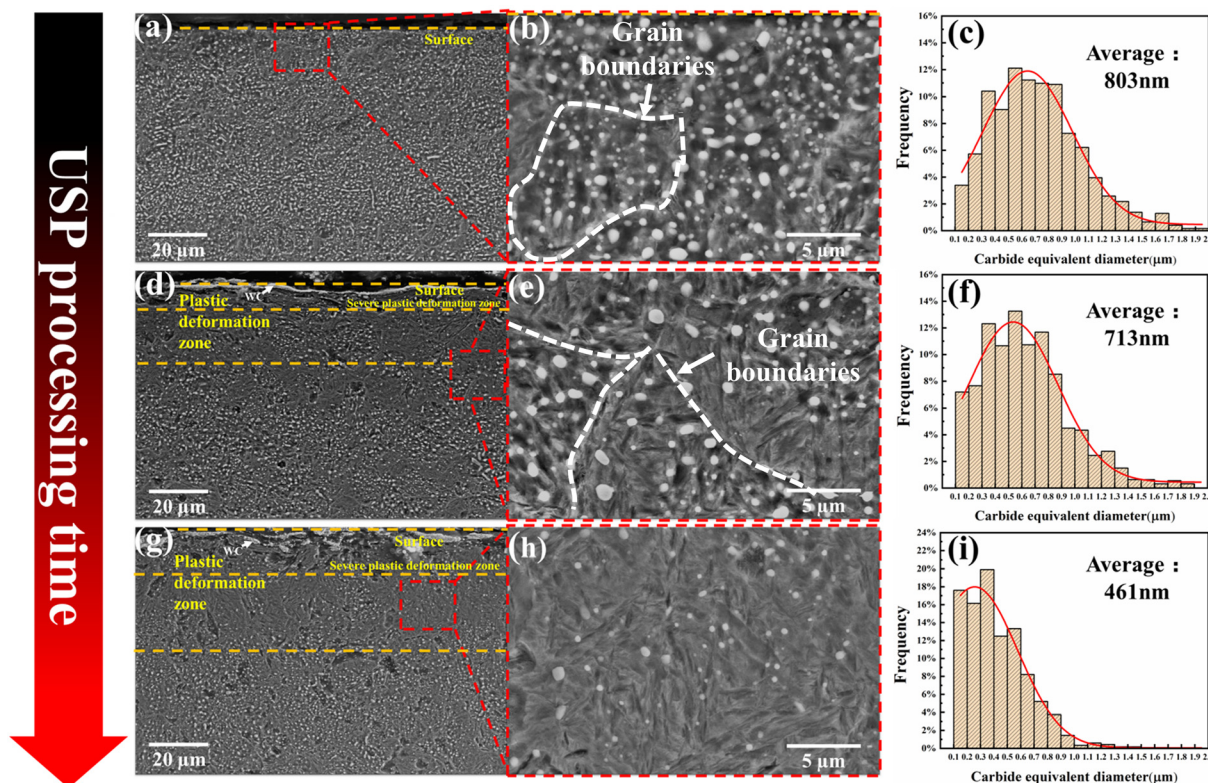 USP processing time
(a)
Surface
20 μm
(b)
Grain
boundaries
5 μm
(c)
Average :
803nm
Frequency
16%
14%
12%
10%
8%
6%
4%
2%
0%
0.1 0.2 0.3 0.4 0.5 0.6 0.7 0.8 0.9 1.0 1.1 1.2 1.3 1.4 1.5 1.6 1.7 1.8 1.9 2.
Carbide equivalent diameter(μm)
(d)
WC
Surface
Severe plastic deformation zone
Plastic
deformation
zone
20 μm
(e)
Grain
boundaries
5 μm
(f)
Average :
713nm
Frequency
16%
14%
12%
10%
8%
6%
4%
2%
0%
0.1 0.2 0.3 0.4 0.5 0.6 0.7 0.8 0.9 1.0 1.1 1.2 1.3 1.4 1.5 1.6 1.7 1.8 1.9 2.
Carbide equivalent diameter(μm)
(g)
WC
Surface
Severe plastic deformation zone
Plastic
deformation
zone
20 μm
(h)
5 μm
(i)
Average :
461nm
Frequency
24%
22%
20%
18%
16%
14%
12%
10%
8%
6%
4%
2%
0%
0.1 0.2 0.3 0.4 0.5 0.6 0.7 0.8 0.9 1.0 1.1 1.2 1.3 1.4 1.5 1.6 1.7 1.8 1.9 2.
Carbide equivalent diameter(μm)